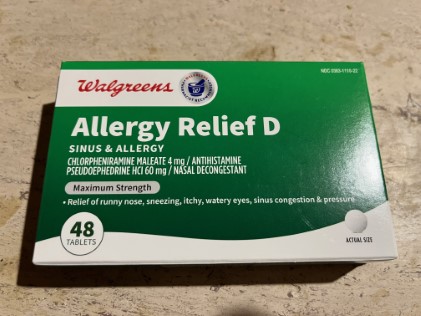 Walgreens
Allergy Relief D
SINUS & ALLERGY
CHLORPHENIRAMINE MALEATE 4 mg / ANTIHISTAMINE
PSEUDOEPHEDRINE HCl 60 mg / NASAL DECONGESTANT
Maximum Strength
• Relief of runny nose, sneezing, itchy, watery eyes, sinus congestion & pressure
48
TABLETS
ACTUAL SIZE